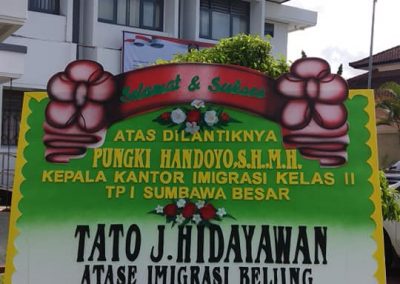 Selamat & Sukses
ATAS DILANTIKNYA
PUNGKI HANDOYO,S.H,M.H.
KEPALA KANTOR IMIGRASI KELAS II
TPI SUMBAWA BESAR
TATO J.HIDAYAWAN
ATASE IMIGRASI BEIJING